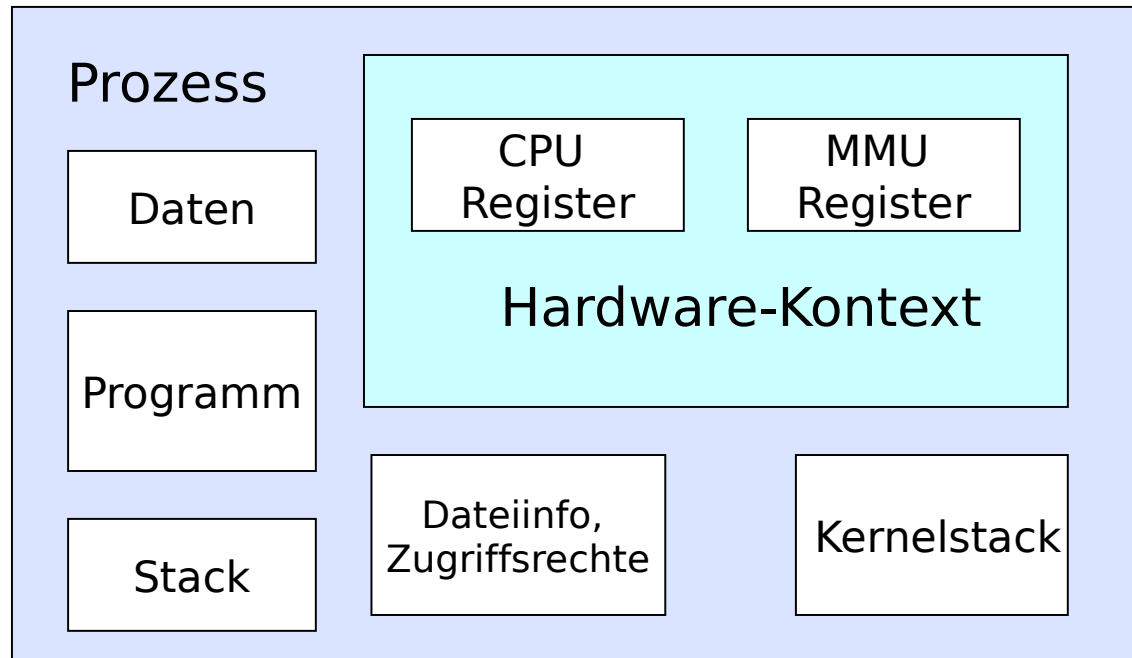 Prozess
Daten
Programm
Stack
CPU
Register
MMU
Register
Hardware-Kontext
Dateiinfo,
Zugriffsrechte
Kernelstack